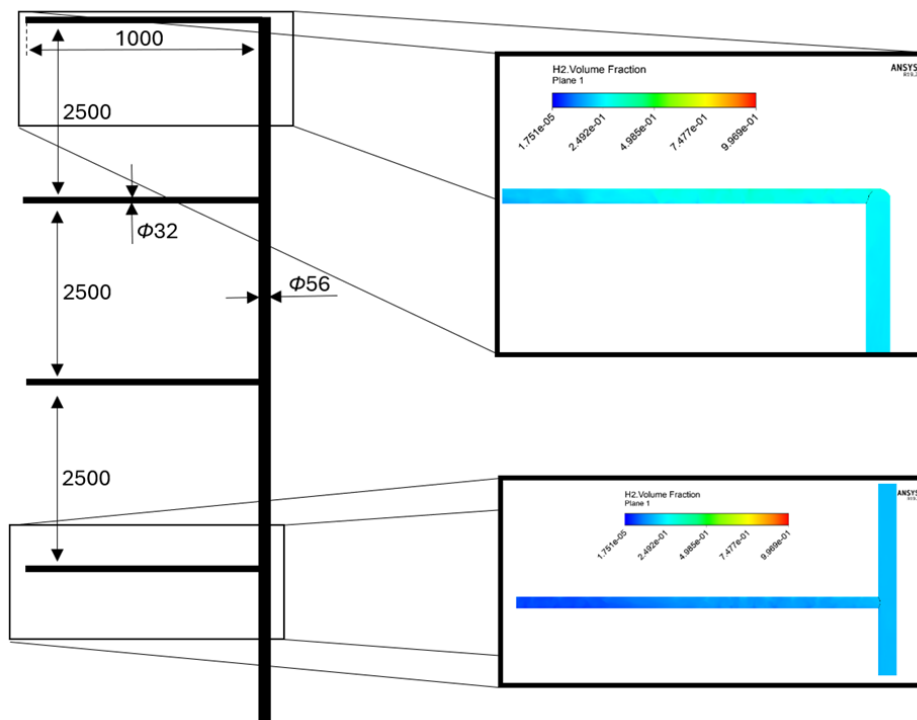 1000
2500
Φ32
2500
Φ56
2500
H2.Volume Fraction
Plane 1
ANSYS
1.751e-05
2.492e-01
4.985e-01
7.477e-01
9.969e-01
H2.Volume Fraction
Plane 1
ANSYS
1.751e-05
2.492e-01
4.985e-01
7.477e-01
9.969e-01